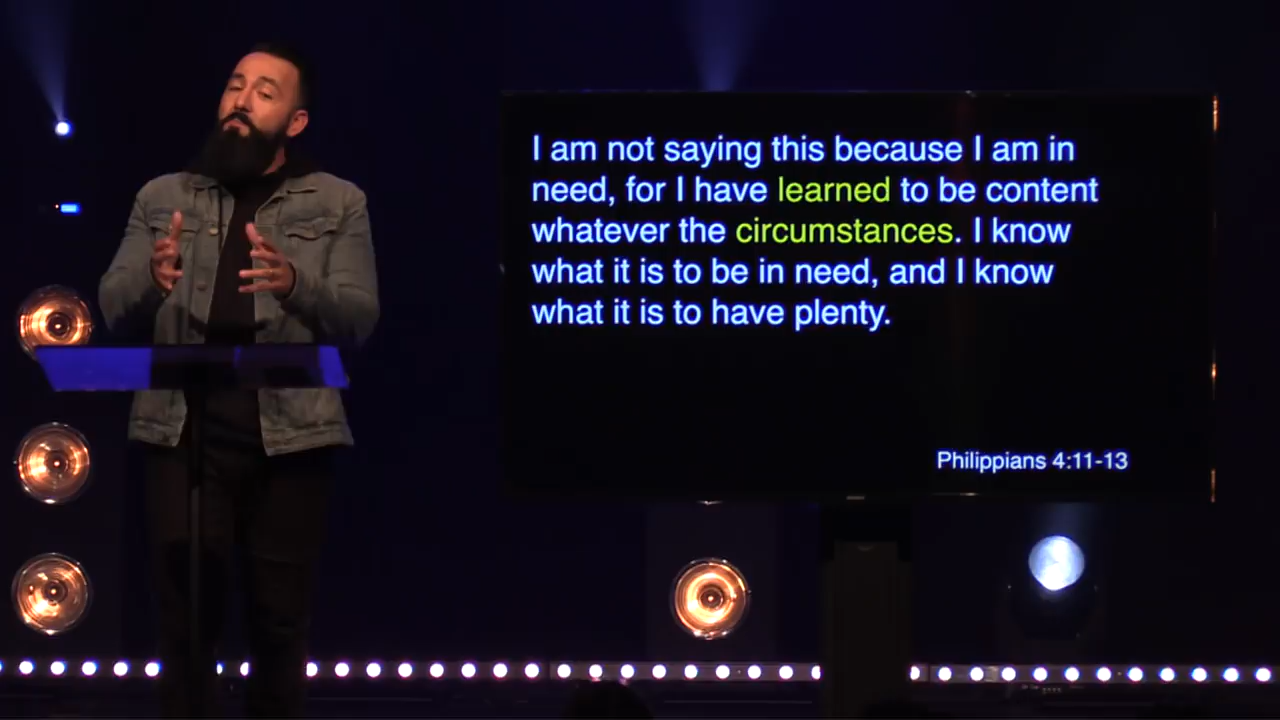 I am not saying this because I am in
need, for I have learned to be content
whatever the circumstances. I know
what it is to be in need, and I know
what it is to have plenty.
Philippians 4:11-13